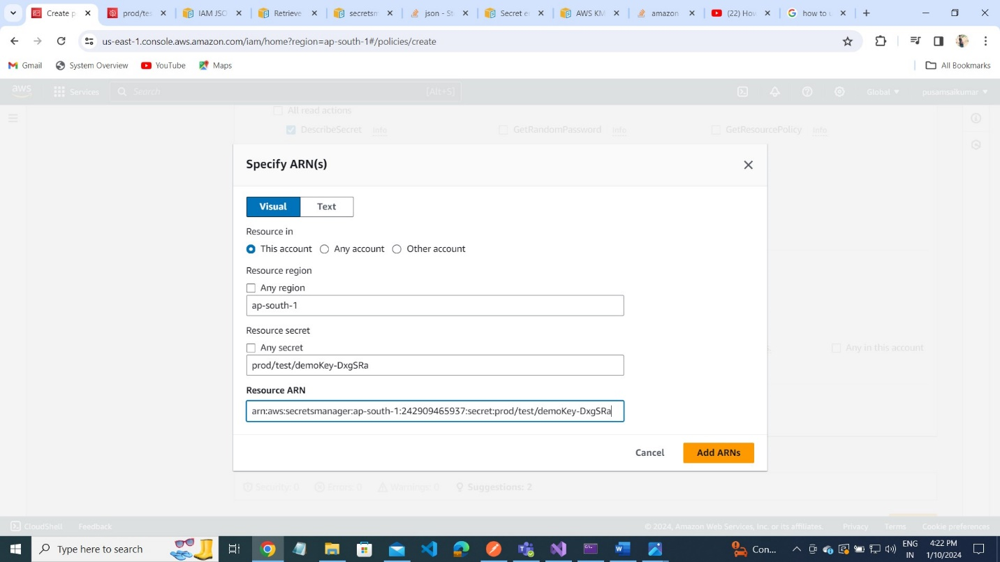 Create p
prod/tes
IAM JSO
Retrieve
secretsm
json - St
Secret e
AWS KM
amazon
(22) How
how to u
us-east-1.console.aws.amazon.com/iam/home?region=ap-south-1#/policies/create
Gmail
System Overview
YouTube
Maps
All Bookmarks
aws
Services
Search
[Alt+S]
Global
pusamsaikumar
All read actions
DescribeSecret Info
GetRandomPassword Info
GetResourcePolicy Info
Specify ARN(s)
Visual
Text
Resource in
This account
Any account
Other account
Resource region
Any region
ap-south-1
Resource secret
Any secret
prod/test/demoKey-DxgSRa
Any in this account
Resource ARN
arn:aws:secretsmanager:ap-south-1:242909465937:secret:prod/test/demoKey-DxgSRa
Cancel
Add ARNs
Security: 0
Errors: 0
Warnings: 0
Suggestions: 2
CloudShell
Feedback
© 2024, Amazon Web Services, Inc. or its affiliates.
Privacy
Terms
Cookie preferences
Type here to search
Con...
ENG
IN
4:22 PM
1/10/2024